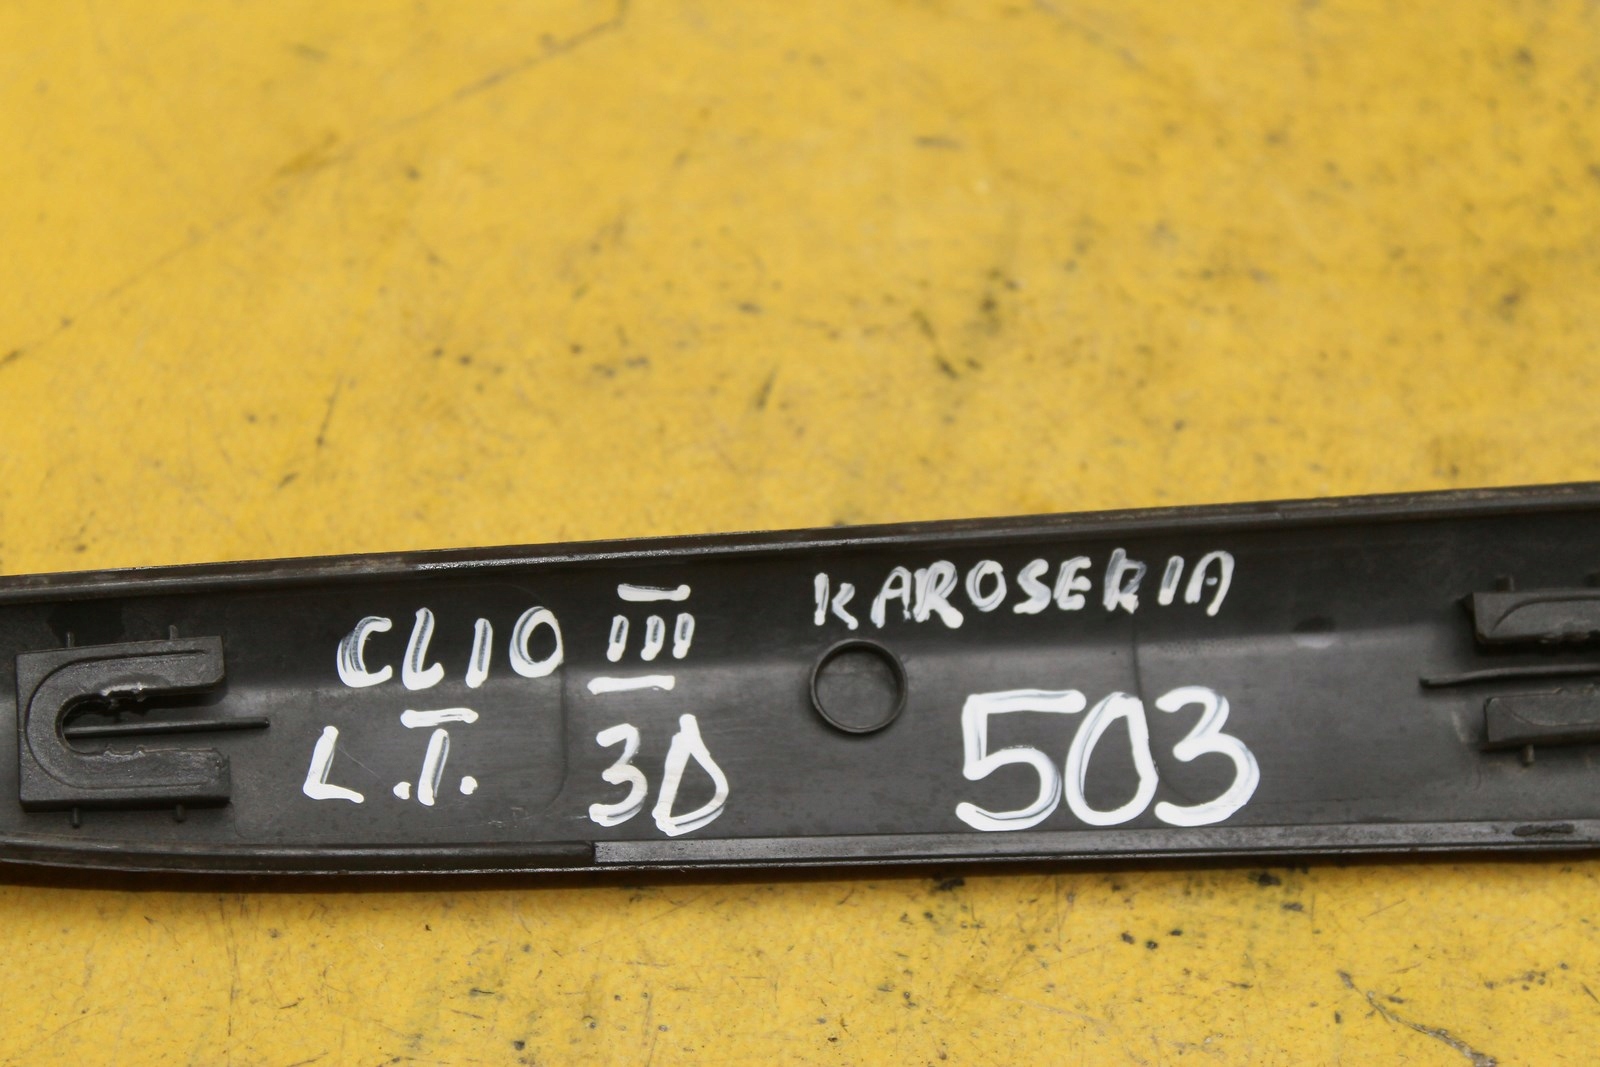 CLIO III KAROSERIA
L.T. 3D 503